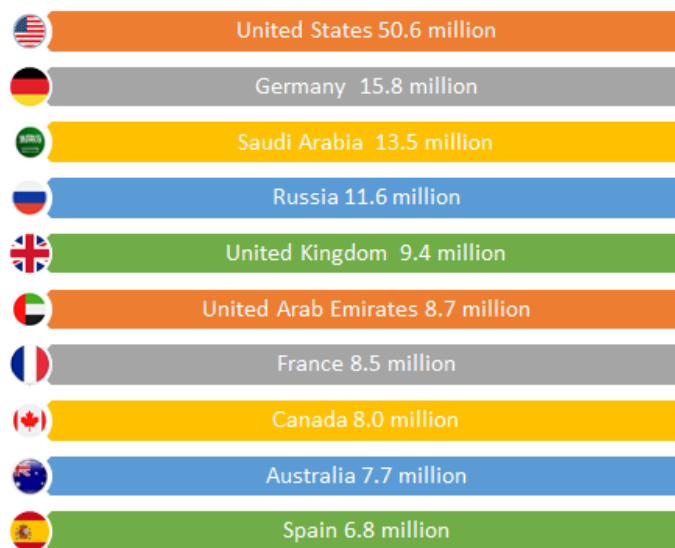 United States 50.6 million
Germany  15.8 million
Saudi Arabia  13.5 million
Russia 11.6 million
United Kingdom  9.4 million
United Arab Emirates 8.7 million
France 8.5 million
Canada 8.0 million
Australia 7.7 million
Spain 6.8 million